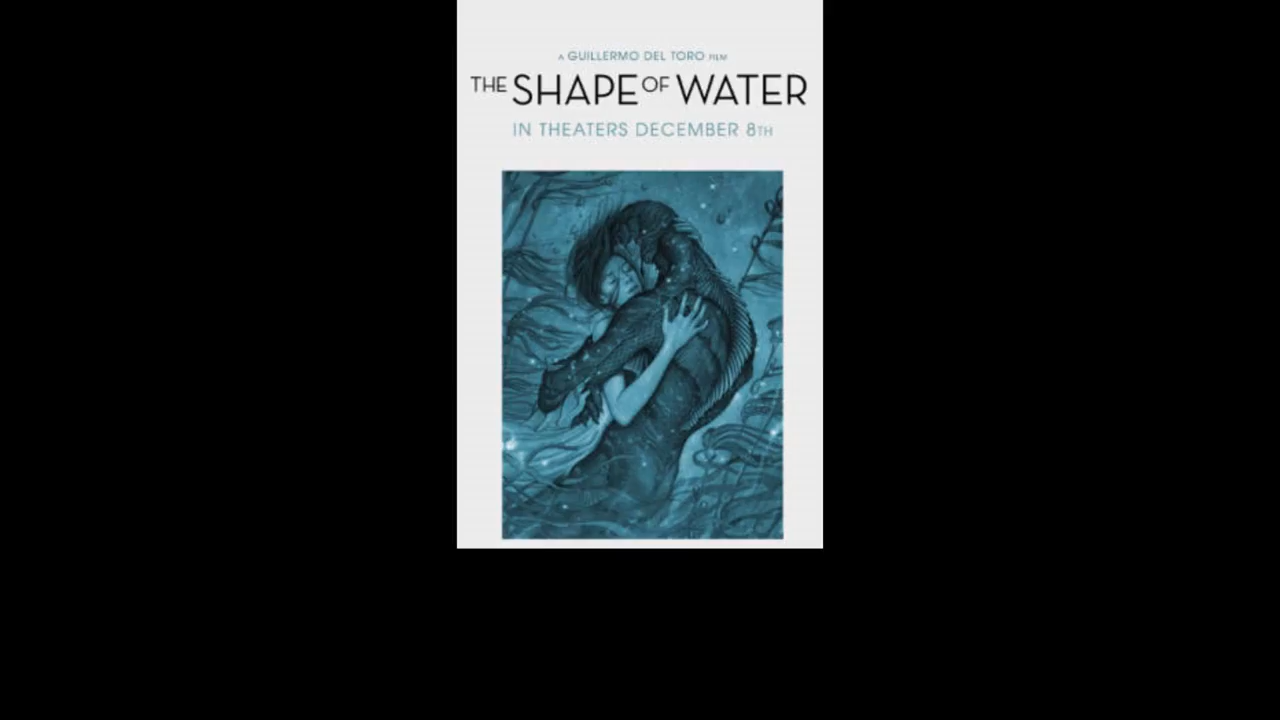 A GUILLERMO DEL TORO FILM
THE SHAPE OF WATER
IN THEATERS DECEMBER 8TH